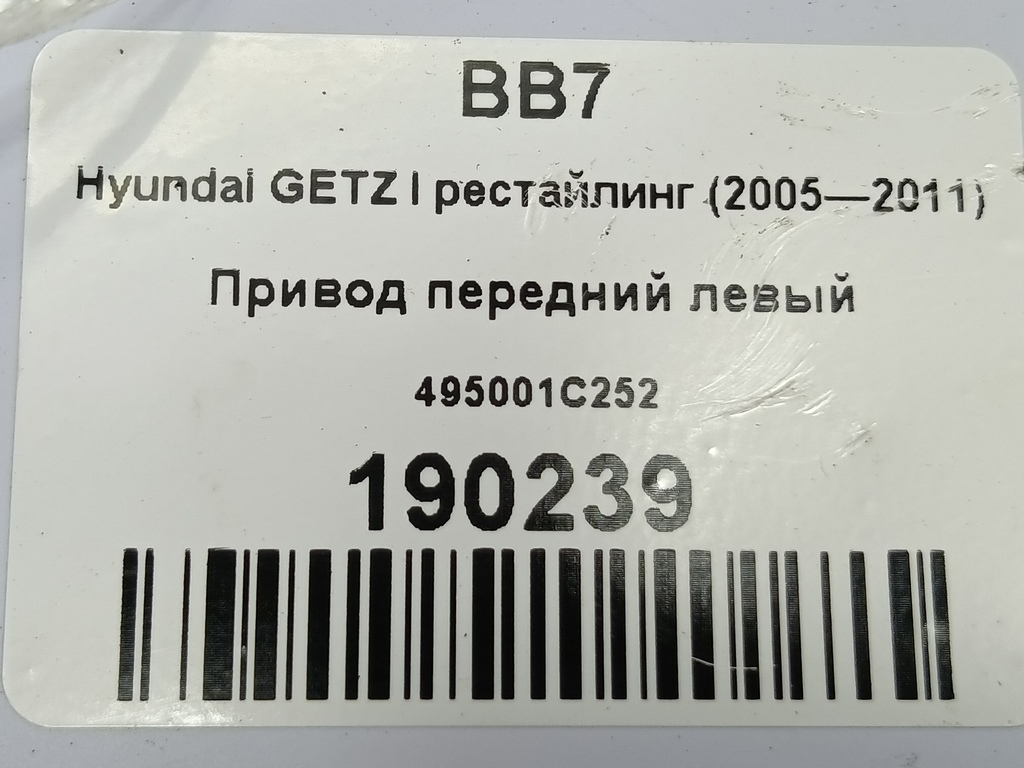 BB7
Hyundai GETZ I рестайлинг (2005—2011)
Привод передний левый
495001C252
190239